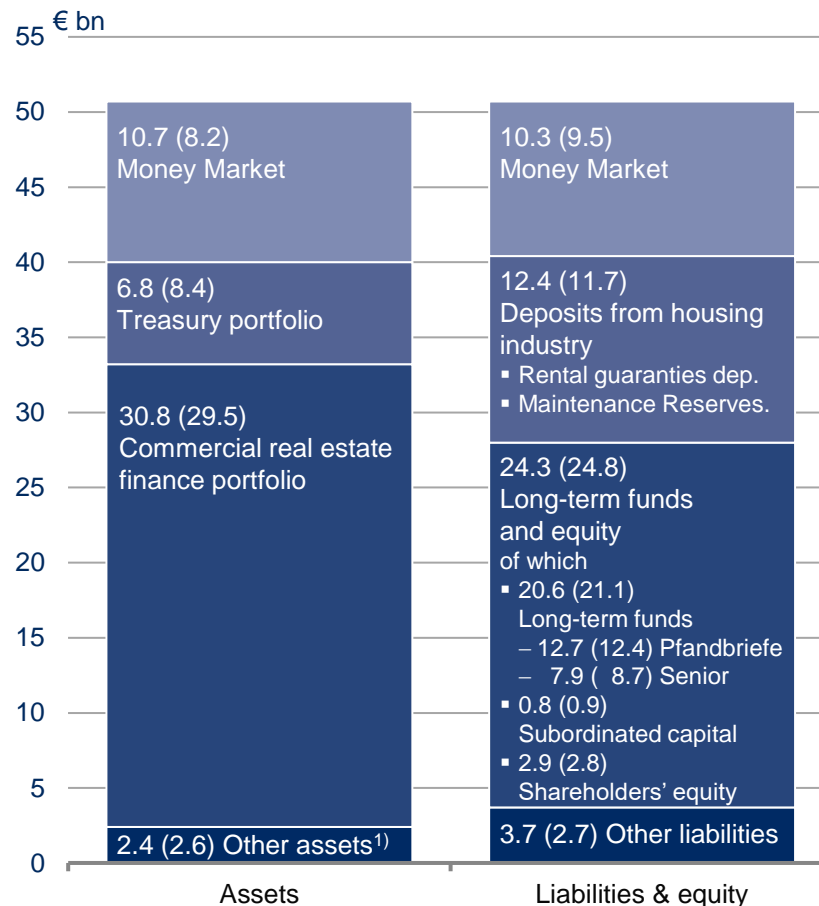 € bn
55
50
45
40
35
30
25
20
15
10
5
0
10.7 (8.2)
Money Market
6.8 (8.4)
Treasury portfolio
30.8 (29.5)
Commercial real estate
finance portfolio
2.4 (2.6) Other assets1)
Assets
10.3 (9.5)
Money Market
12.4 (11.7)
Deposits from housing
industry
▪ Rental guaranties dep.
▪ Maintenance Reserves.
24.3 (24.8)
Long-term funds
and equity
of which
▪ 20.6 (21.1)
Long-term funds
– 12.7 (12.4) Pfandbriefe
– 7.9 ( 8.7) Senior
▪ 0.8 (0.9)
Subordinated capital
▪ 2.9 (2.8)
Shareholders’ equity
3.7 (2.7) Other liabilities
Liabilities & equity